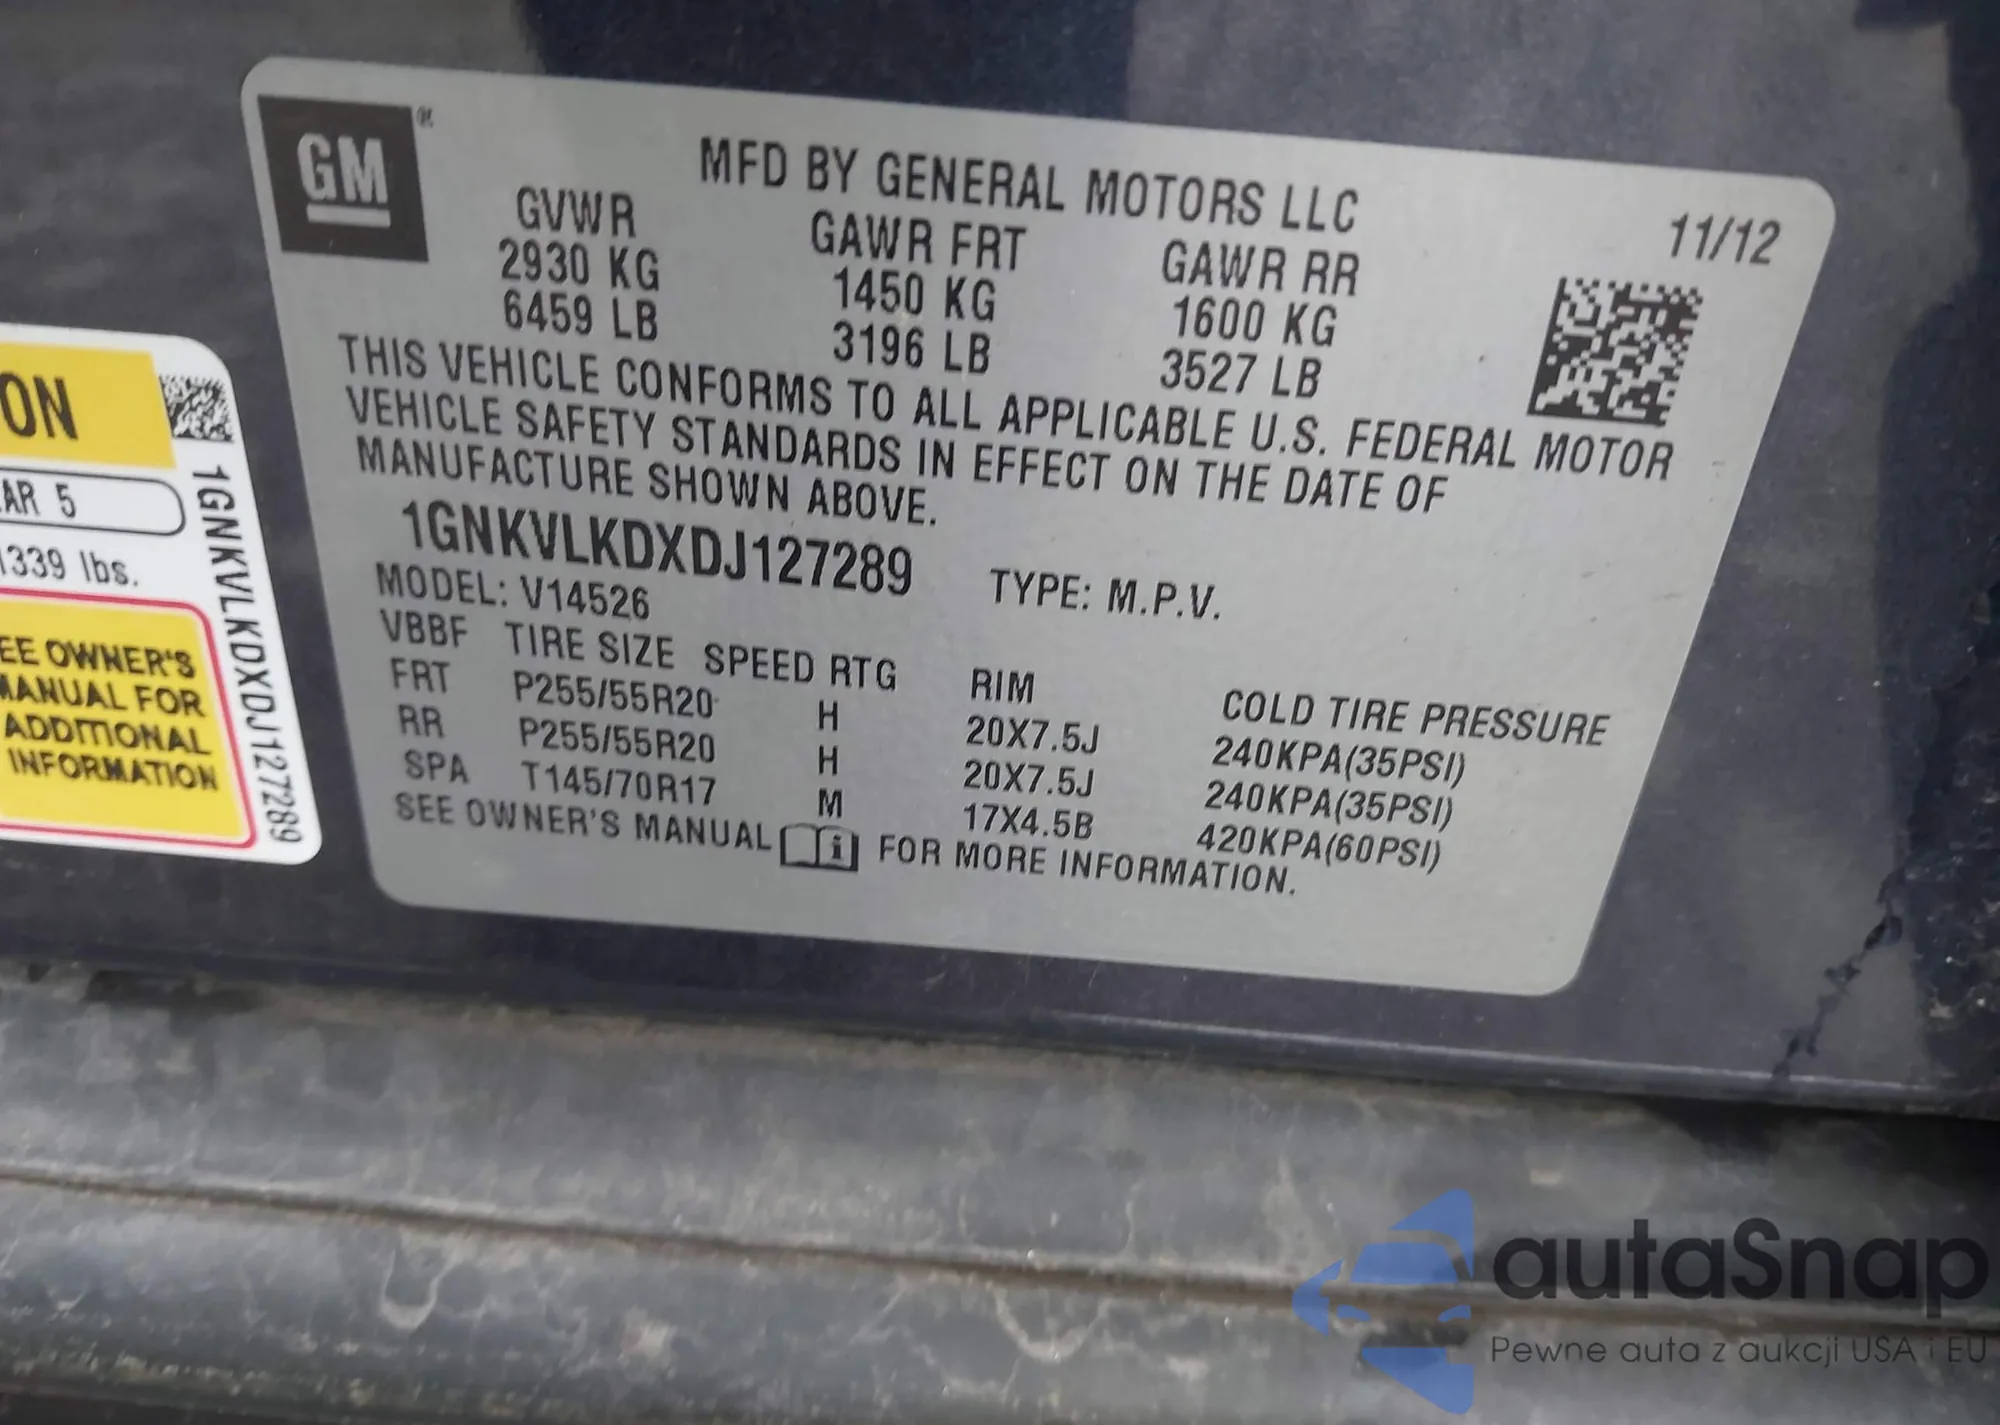 GM ®
MFD BY GENERAL MOTORS LLC
11/12
GVWR GAWR FRT GAWR RR
2930 KG 1450 KG 1600 KG
6459 LB 3196 LB 3527 LB
THIS VEHICLE CONFORMS TO ALL APPLICABLE U.S. FEDERAL MOTOR
VEHICLE SAFETY STANDARDS IN EFFECT ON THE DATE OF
MANUFACTURE SHOWN ABOVE.
1GNKVLKDXDJ127289 TYPE: M.P.V.
MODEL: V14526
VBBF TIRE SIZE SPEED RTG RIM COLD TIRE PRESSURE
FRT P255/55R20 H 20X7.5J 240KPA(35PSI)
RR P255/55R20 H 20X7.5J 240KPA(35PSI)
SPA T145/70R17 M 17X4.5B 420KPA(60PSI)
SEE OWNER'S MANUAL i FOR MORE INFORMATION.
ON
AR 5
1339 lbs.
EE OWNER'S
MANUAL FOR
ADDITIONAL
INFORMATION
1GNKVLKDXDJ127289
autaSnap
Pewne auta z aukcji USA i EU